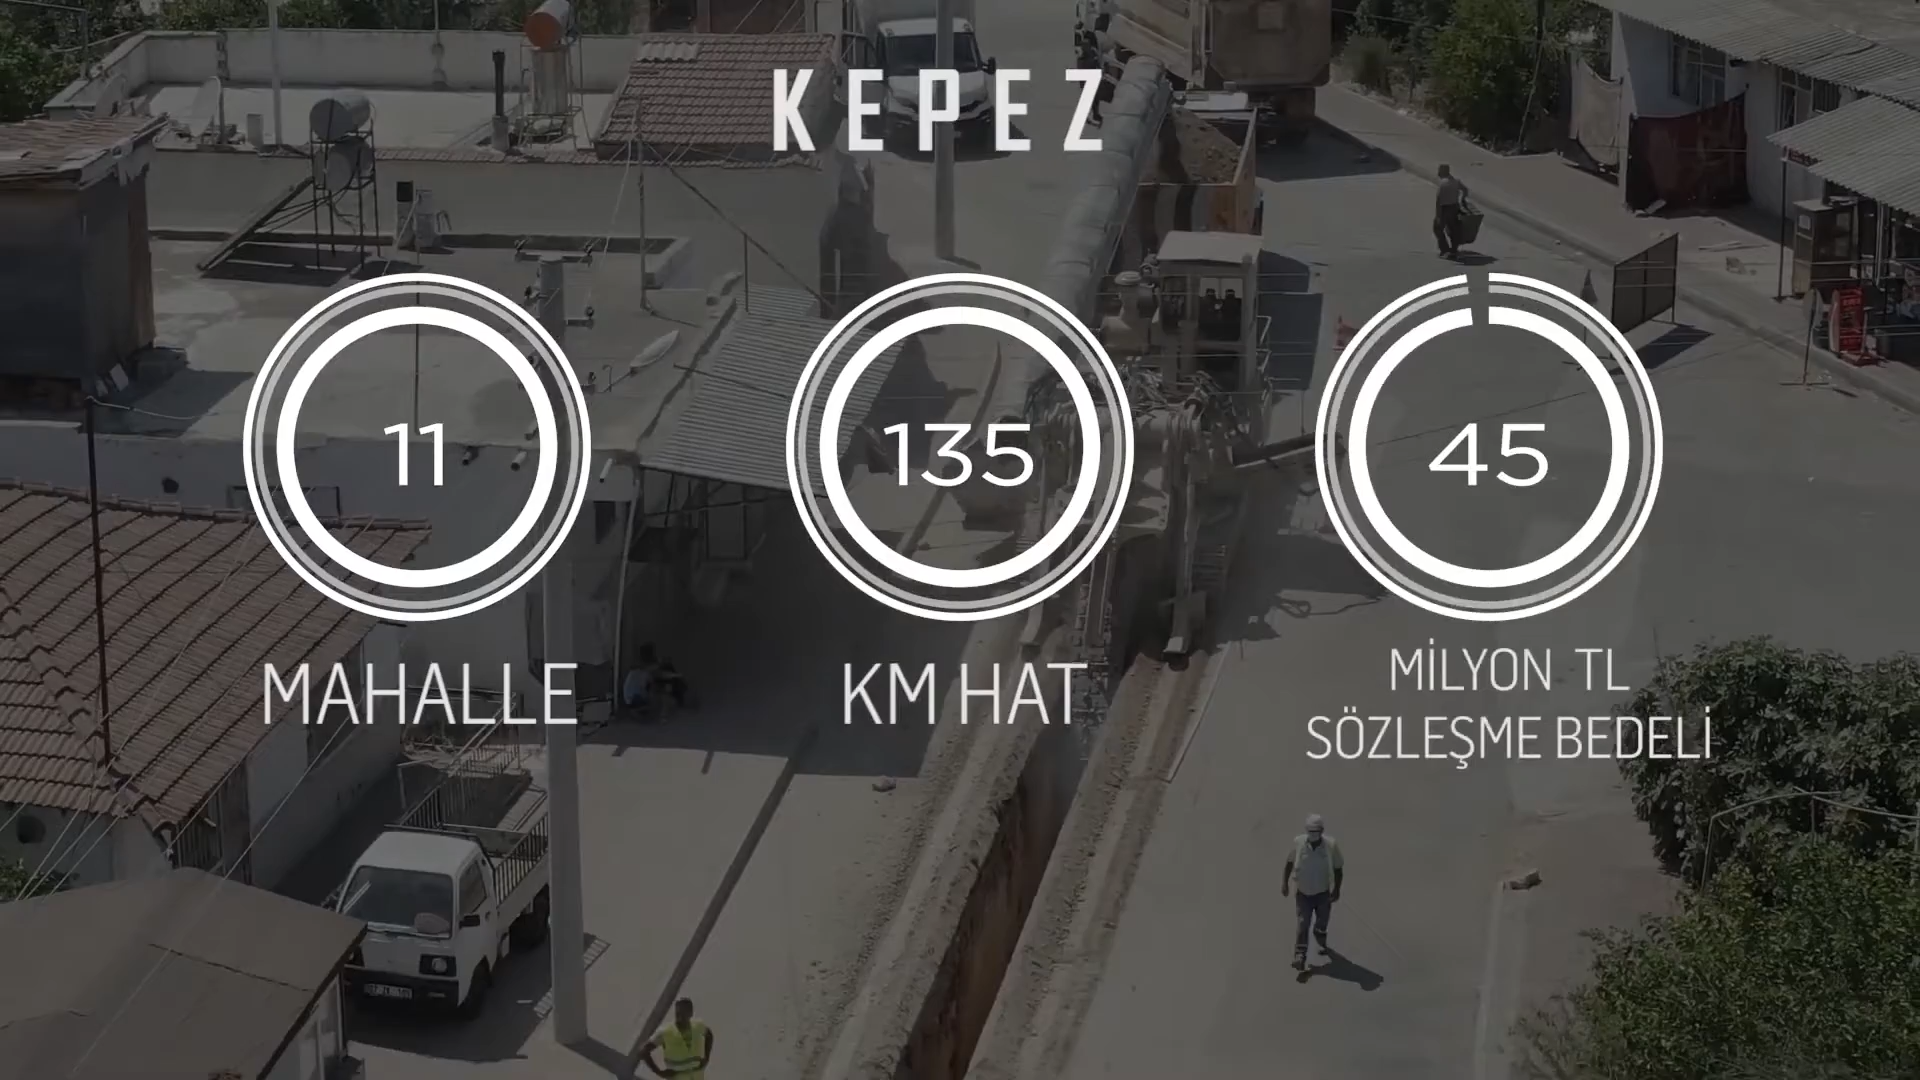 KEPEZ
11
MAHALLE
135
KM HAT
45
MİLYON TL
SÖZLEŞME BEDELİ